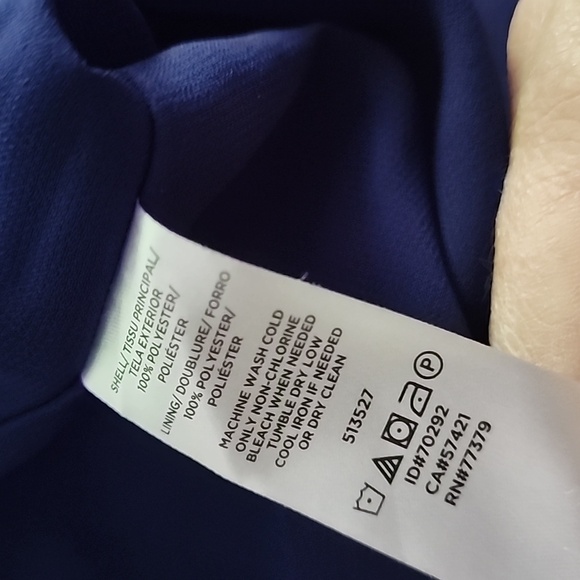 SHELL/ TISSU PRINCIPAL/
TELA EXTERIOR
100% POLYESTER/
POLIÉSTER
LINING/ DOUBLURE/ FORRO
100% POLYESTER/
POLIÉSTER
MACHINE WASH COLD
ONLY NON-CHLORINE
BLEACH WHEN NEEDED
TUMBLE DRY LOW
COOL IRON IF NEEDED
OR DRY CLEAN
513527
P
ID#70292
CA#57421
RN#77379